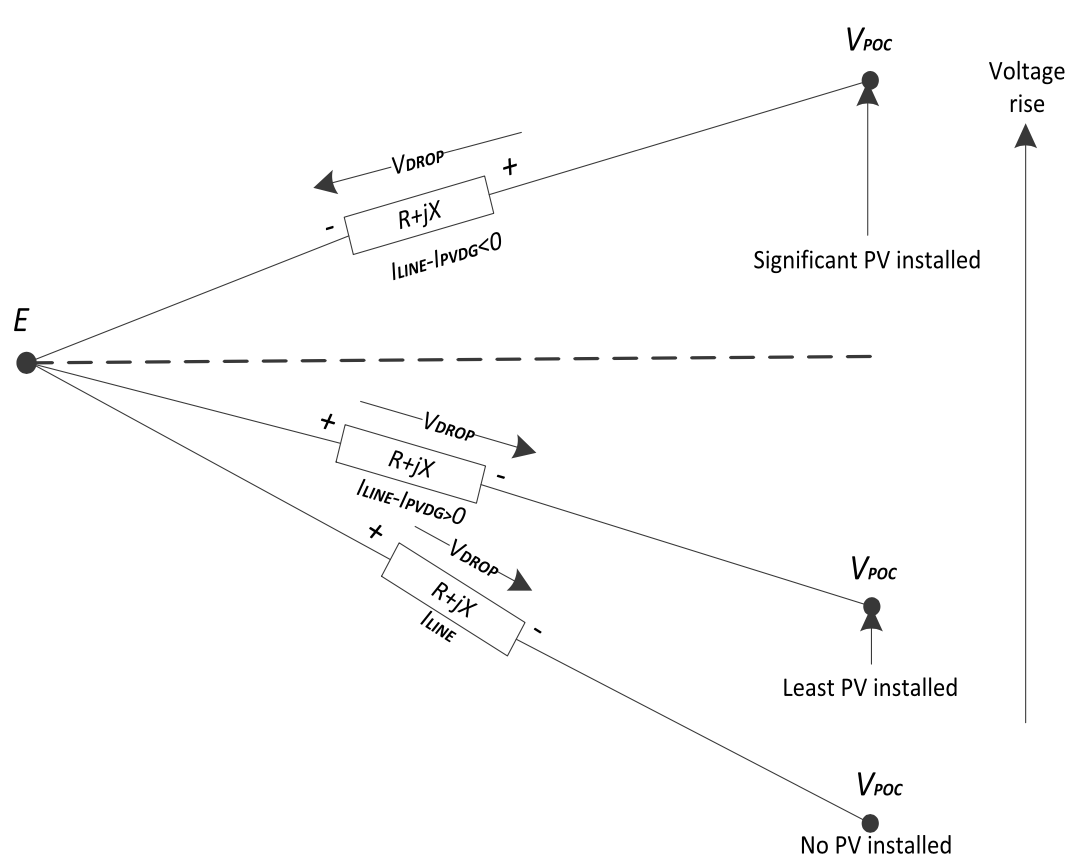 VPOC
Voltage
rise
VDROP
+
-
R+jX
ILINE-IPVDG<0
Significant PV installed
E
VDROP
+
R+jX
-
ILINE-IPVDG>0
VDROP
+
R+jX
-
ILINE
VPOC
Least PV installed
VPOC
No PV installed